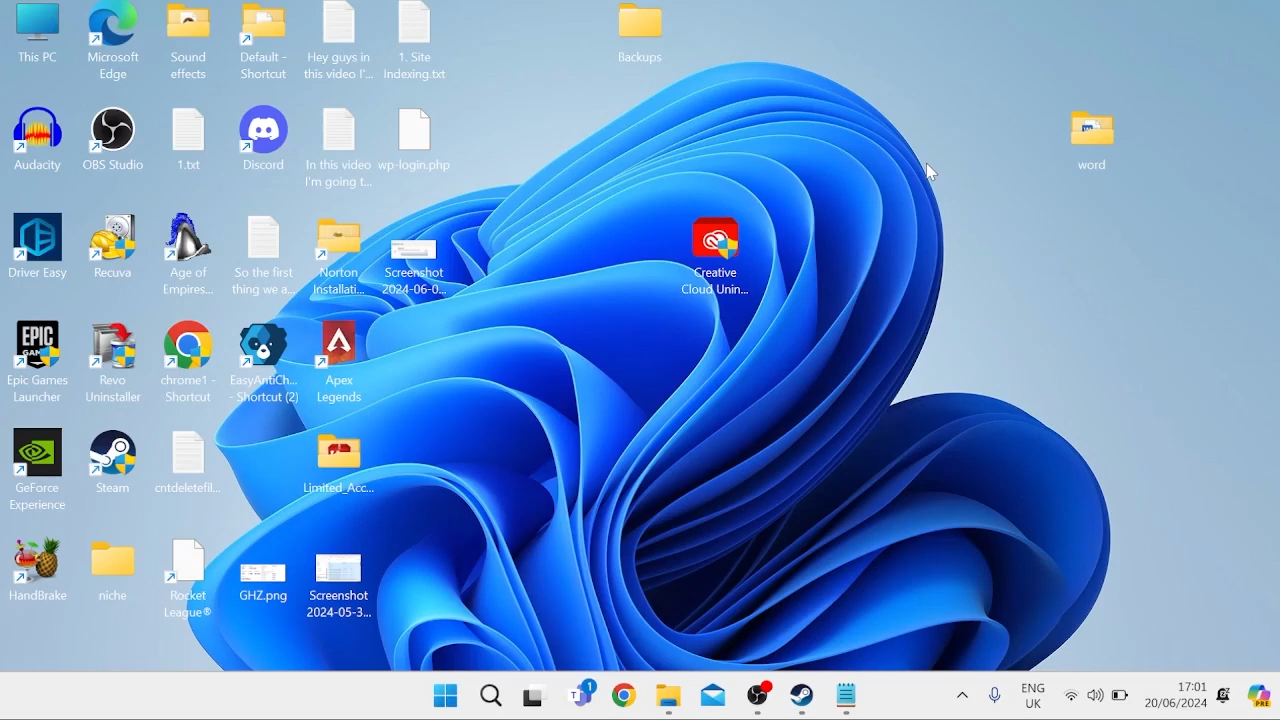 This PC
Microsoft
Edge
Sound
effects
Default -
Shortcut
Hey guys in
this video I'...
1. Site
Indexing.txt
Backups
Audacity
OBS Studio
1.txt
Discord
In this video
I'm going t...
wp-login.php
word
Driver Easy
Recuva
Age of
Empires...
So the first
thing we a...
Norton
Installati...
Screenshot
2024-06-0...
Creative
Cloud Unin...
EPIC
Epic Games
Launcher
Revo
Uninstaller
chrome1 -
Shortcut
EasyAntiCh...
- Shortcut (2)
Apex
Legends
GeForce
Experience
Steam
cntdeletefil...
Limited_Acc...
HandBrake
niche
Rocket
League®
GHZ.png
Screenshot
2024-05-3...
1
ENG
UK
17:01
20/06/2024
PRE